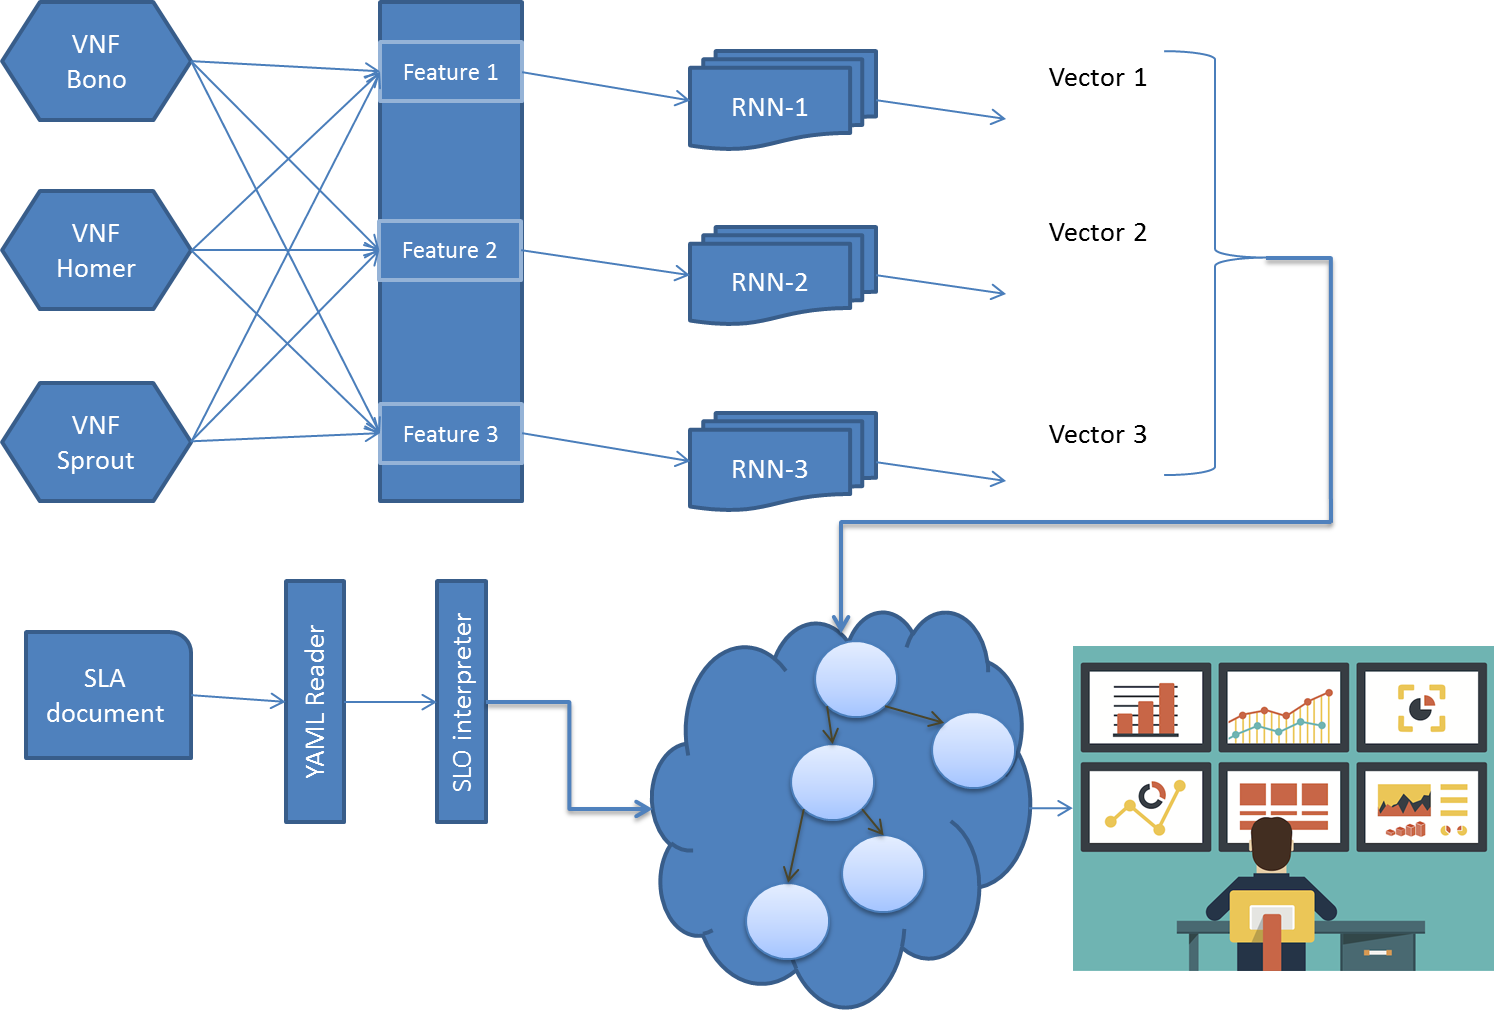 VNF
Bono
Feature 1
RNN-1
Vector 1
VNF
Homer
Feature 2
RNN-2
Vector 2
VNF
Sprout
Feature 3
RNN-3
Vector 3
SLA
document
YAML Reader
SLO interpreter